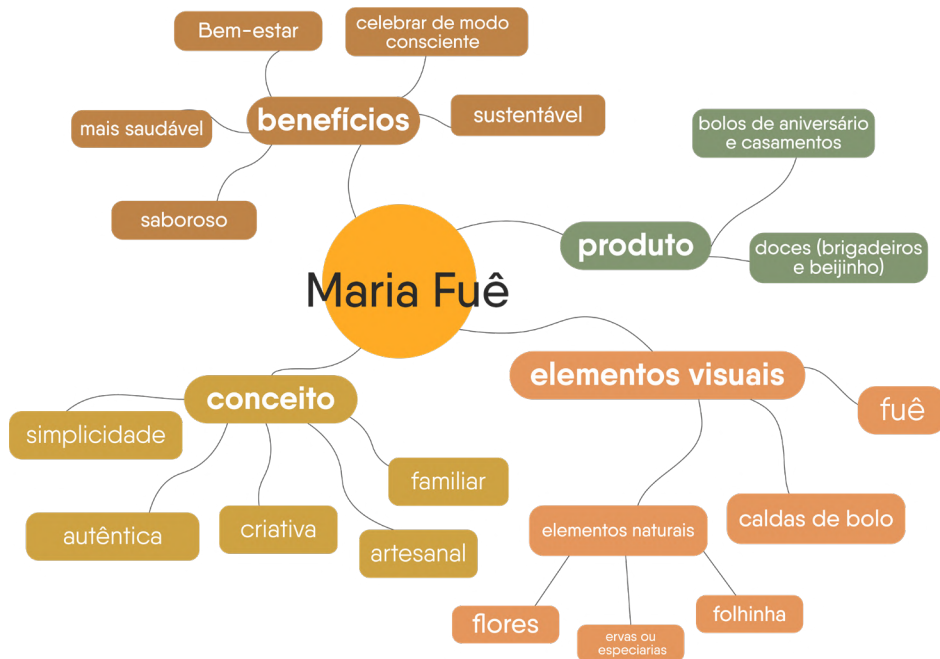 Bem-estar
celebrar de modo
consciente
benefícios
mais saudável
sustentável
saboroso
bolos de aniversário
e casamentos
produto
doces (brigadeiros
e beijinho)
Maria Fuê
elementos visuais
fuê
caldas de bolo
elementos naturais
flores
ervas ou
especiarias
folhinha
conceito
simplicidade
autêntica
criativa
artesanal
familiar